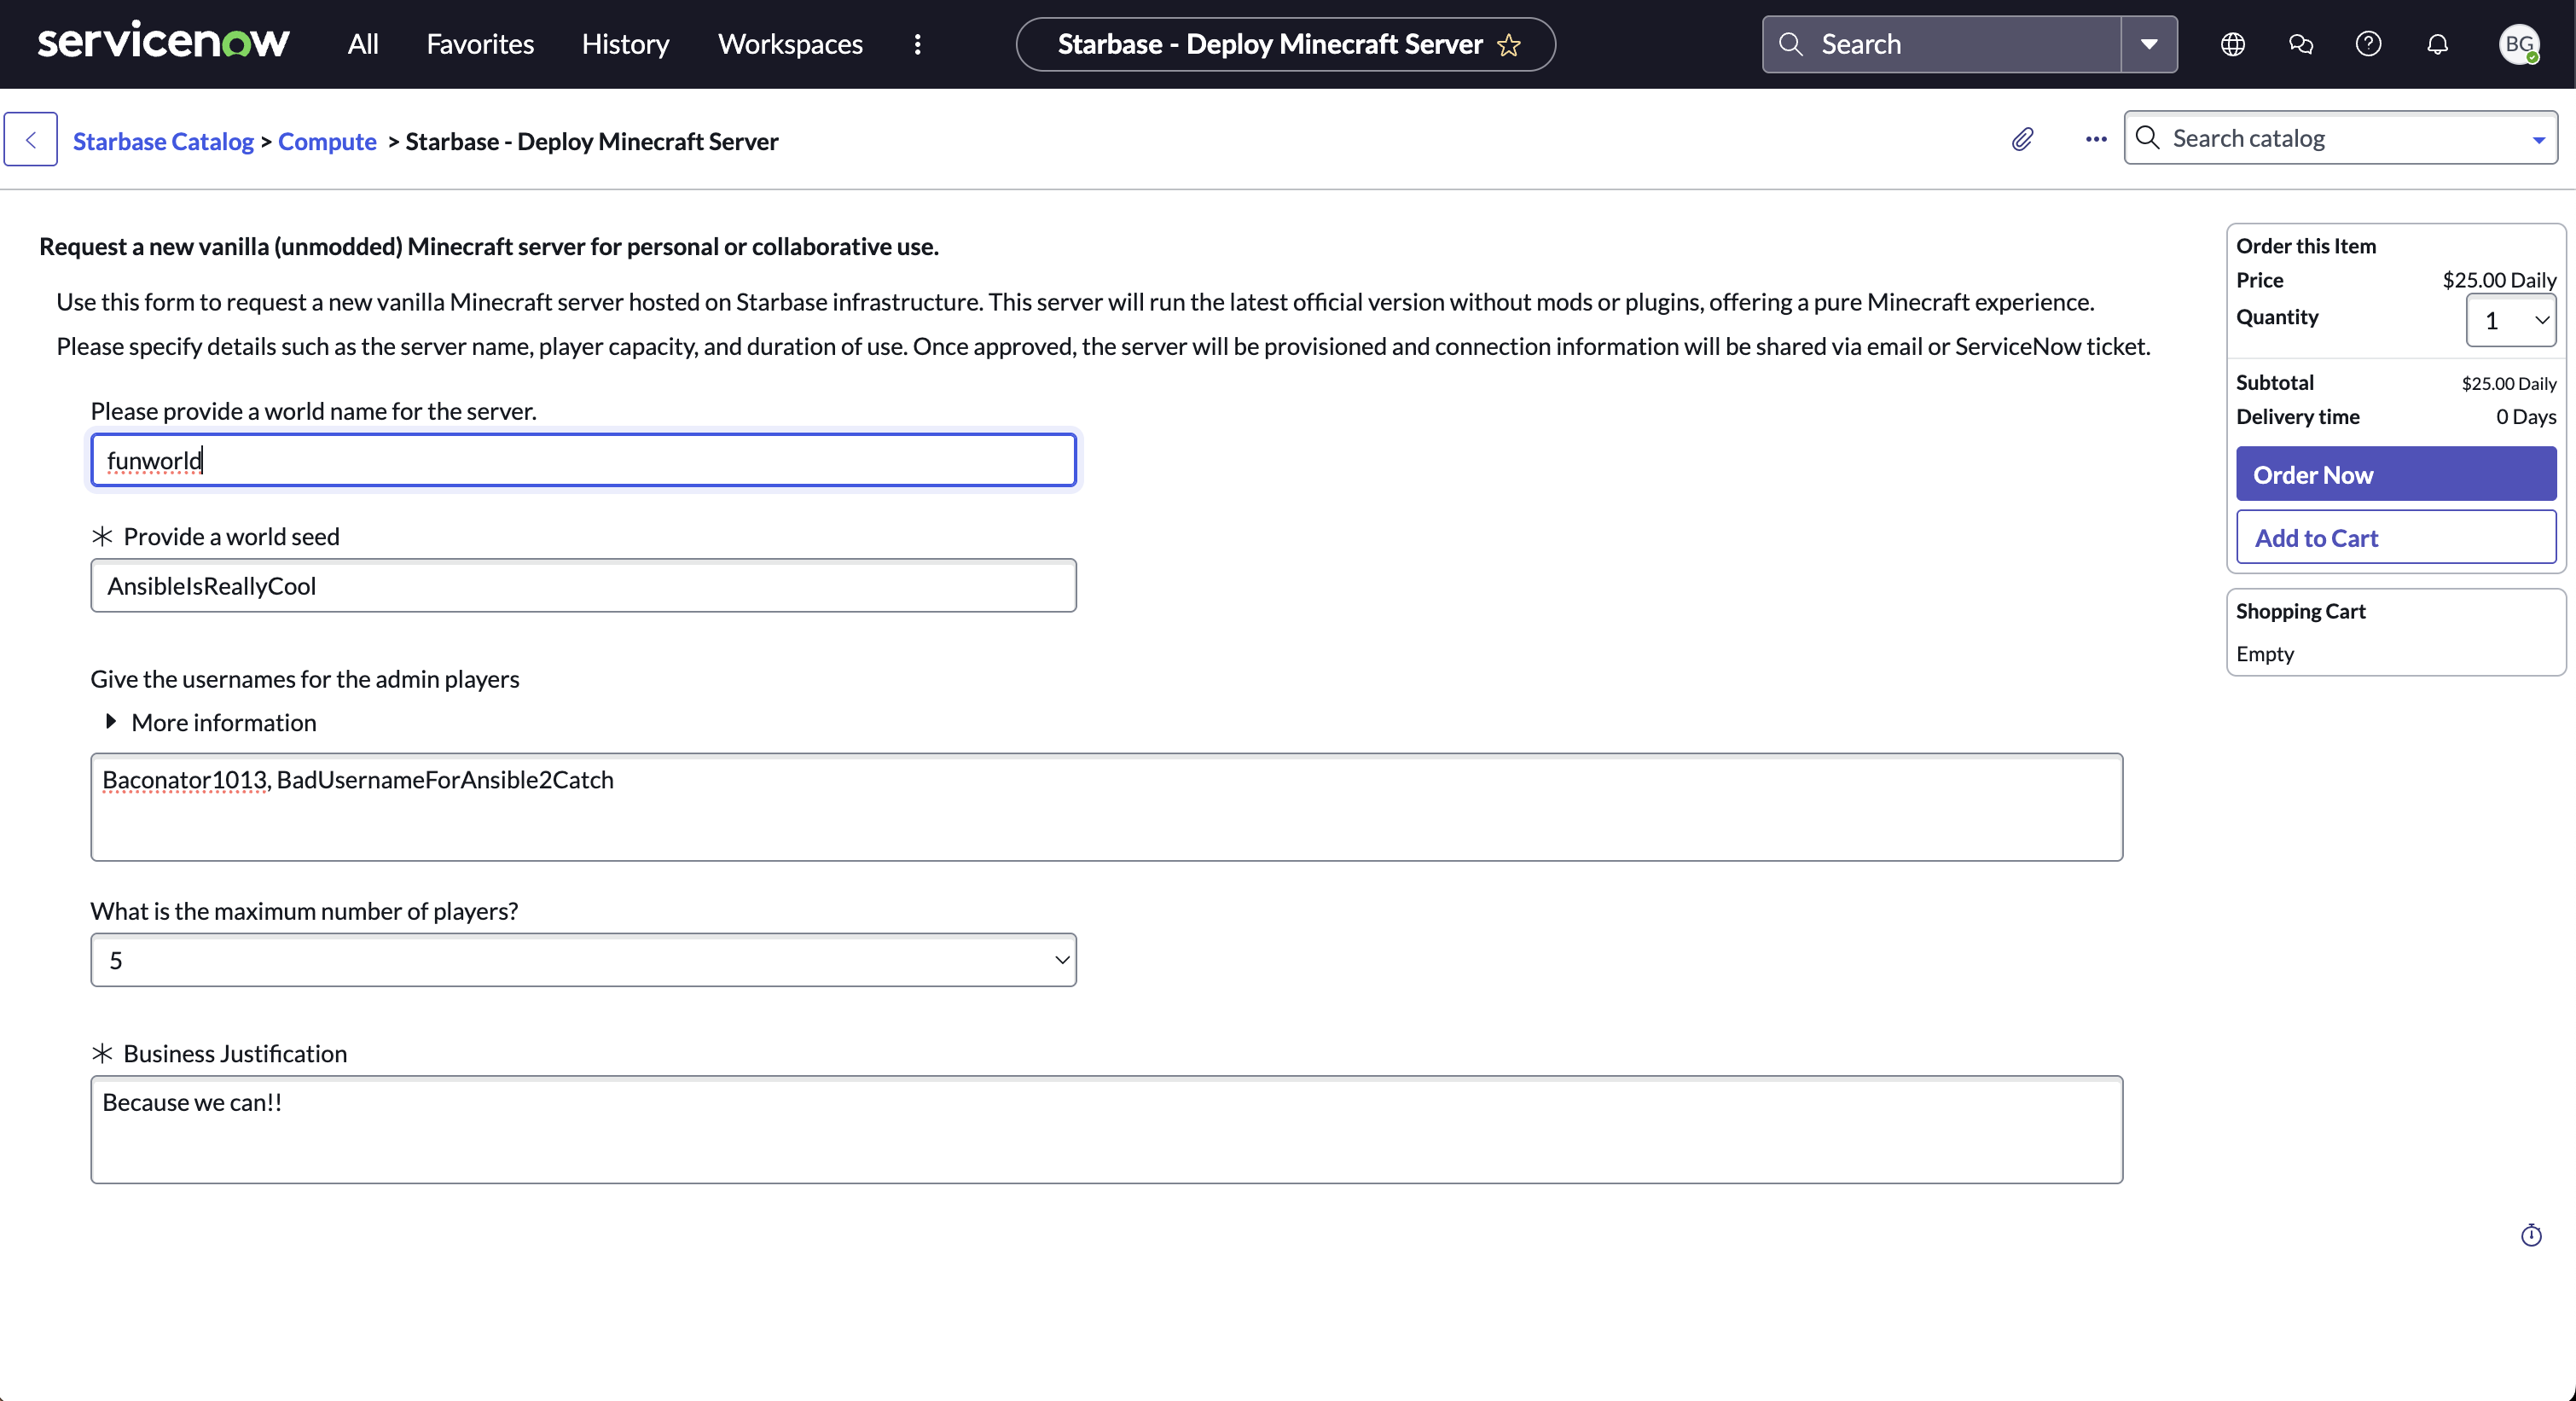 servicenow All Favorites History Workspaces Starbase - Deploy Minecraft Server Search BG
Starbase Catalog > Compute > Starbase - Deploy Minecraft Server Search catalog
Request a new vanilla (unmodded) Minecraft server for personal or collaborative use.
Use this form to request a new vanilla Minecraft server hosted on Starbase infrastructure. This server will run the latest official version without mods or plugins, offering a pure Minecraft experience.
Please specify details such as the server name, player capacity, and duration of use. Once approved, the server will be provisioned and connection information will be shared via email or ServiceNow ticket.
Please provide a world name for the server.
funworld
Provide a world seed
AnsibleIsReallyCool
Give the usernames for the admin players
More information
Baconator1013, BadUsernameForAnsible2Catch
What is the maximum number of players?
5
Business Justification
Because we can!!
Order this Item
Price $25.00 Daily
Quantity 1
Subtotal $25.00 Daily
Delivery time 0 Days
Order Now
Add to Cart
Shopping Cart
Empty